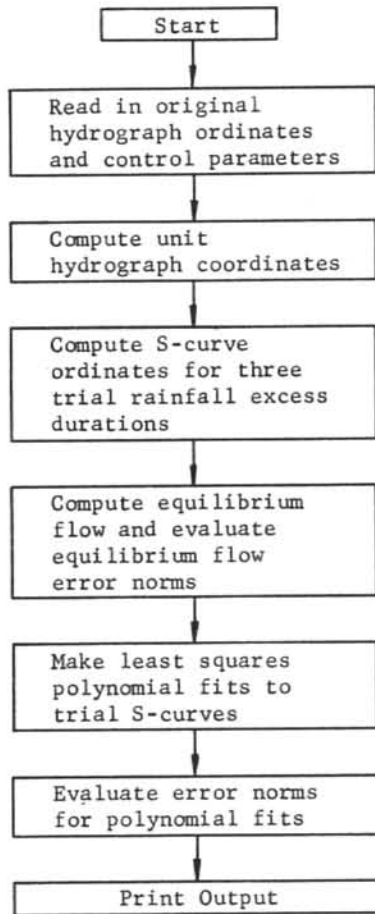 Start
Read in original
hydrograph ordinates
and control parameters
Compute unit
hydrograph coordinates
Compute S-curve
ordinates for three
trial rainfall excess
durations
Compute equilibrium
flow and evaluate
equilibrium flow
error norms
Make least squares
polynomial fits to
trial S-curves
Evaluate error norms
for polynomial fits
Print Output